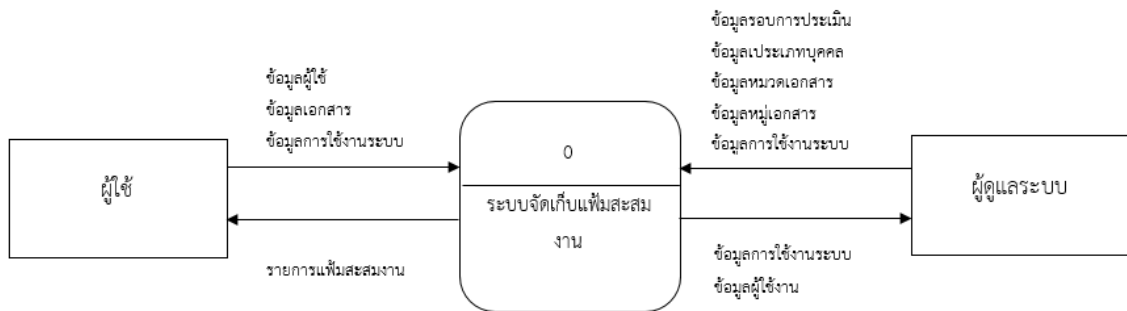 ข้อมูลรอบการประเมิน
ข้อมูลเประเภทบุคคล
ข้อมูลหมวดเอกสาร
ข้อมูลหมู่เอกสาร
ข้อมูลการใช้งานระบบ
ข้อมูลผู้ใช้
ข้อมูลเอกสาร
ข้อมูลการใช้งานระบบ
ผู้ใช้
0
ระบบจัดเก็บแฟ้มสะสม
งาน
ผู้ดูแลระบบ
รายการแฟ้มสะสมงาน
ข้อมูลการใช้งานระบบ
ข้อมูลผู้ใช้งาน